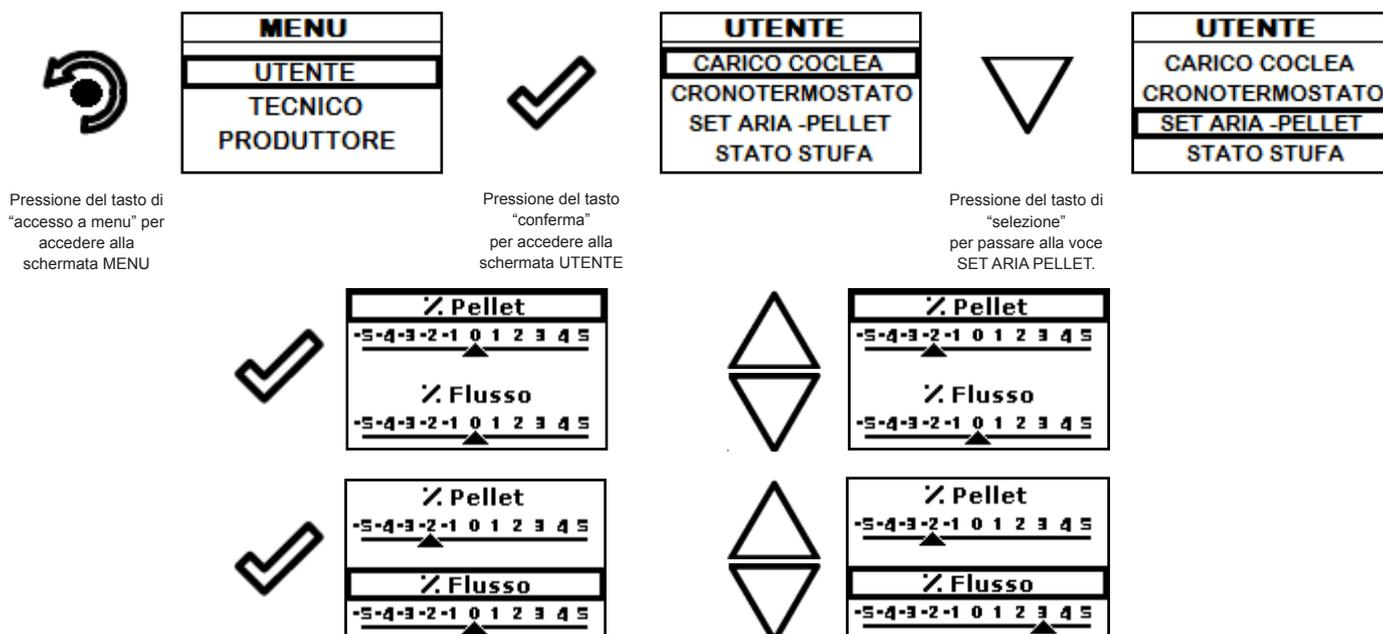 MENU
UTENTE
TECNICO
PRODUTTORE
UTENTE
CARICO COCLEA
CRONOTERMOSTATO
SET ARIA -PELLET
STATO STUFA
UTENTE
CARICO COCLEA
CRONOTERMOSTATO
SET ARIA -PELLET
STATO STUFA
Pressione del tasto di
“accesso a menu” per
accedere alla
schermata MENU
Pressione del tasto
“conferma”
per accedere alla
schermata UTENTE
Pressione del tasto di
“selezione”
per passare alla voce
SET ARIA PELLET.
% Pellet
-5-4-3-2-1 0 1 2 3 4 5
% Flusso
-5-4-3-2-1 0 1 2 3 4 5
% Pellet
-5-4-3-2-1 0 1 2 3 4 5
% Flusso
-5-4-3-2-1 0 1 2 3 4 5
% Pellet
-5-4-3-2-1 0 1 2 3 4 5
% Flusso
-5-4-3-2-1 0 1 2 3 4 5
% Pellet
-5-4-3-2-1 0 1 2 3 4 5
% Flusso
-5-4-3-2-1 0 1 2 3 4 5